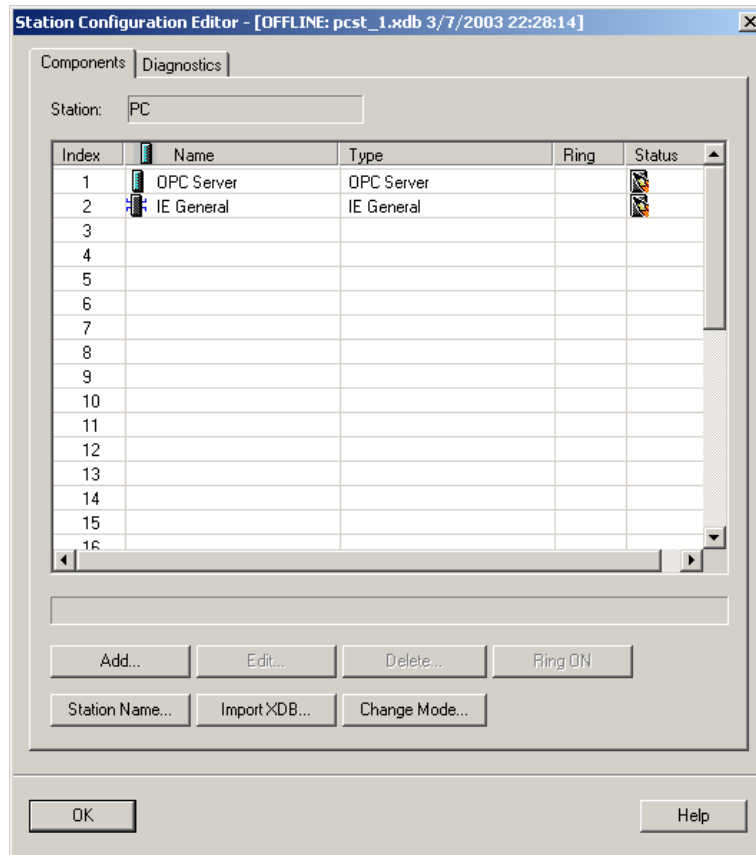 Station Configuration Editor - [OFFLINE: pcst_1.xdb 3/7/2003 22:28:14]
Components Diagnostics
Station: PC
Index Name Type Ring Status
1 OPC Server OPC Server
2 IE General IE General
3
4
5
6
7
8
9
10
11
12
13
14
15
16
Add... Edit... Delete... Ring ON
Station Name... Import XDB... Change Mode...
OK Help